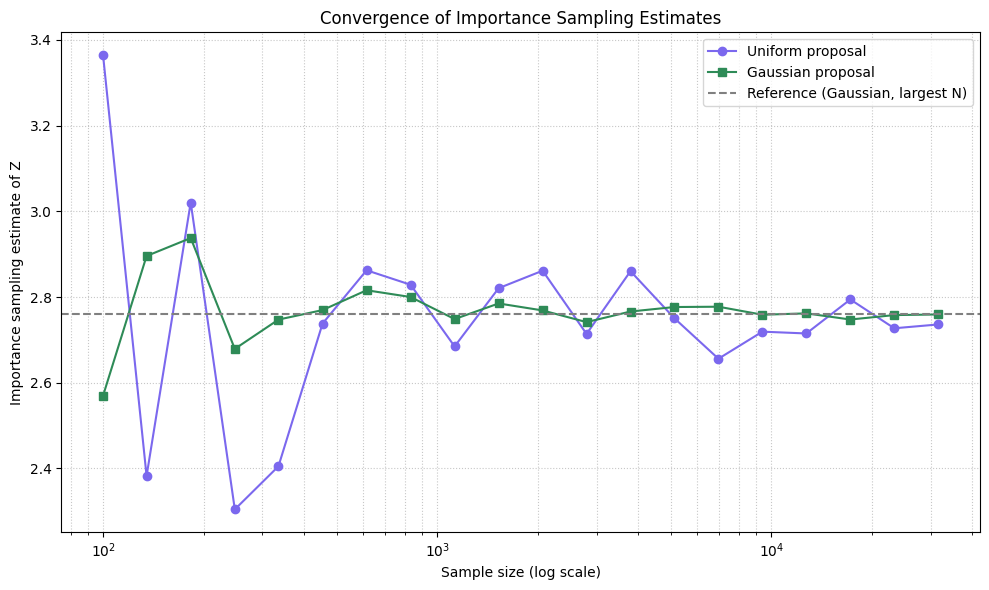 Convergence of Importance Sampling Estimates
Uniform proposal
Gaussian proposal
Reference (Gaussian, largest N)
Importance sampling estimate of Z
3.4
3.2
3.0
2.8
2.6
2.4
10²
10³
10⁴
Sample size (log scale)